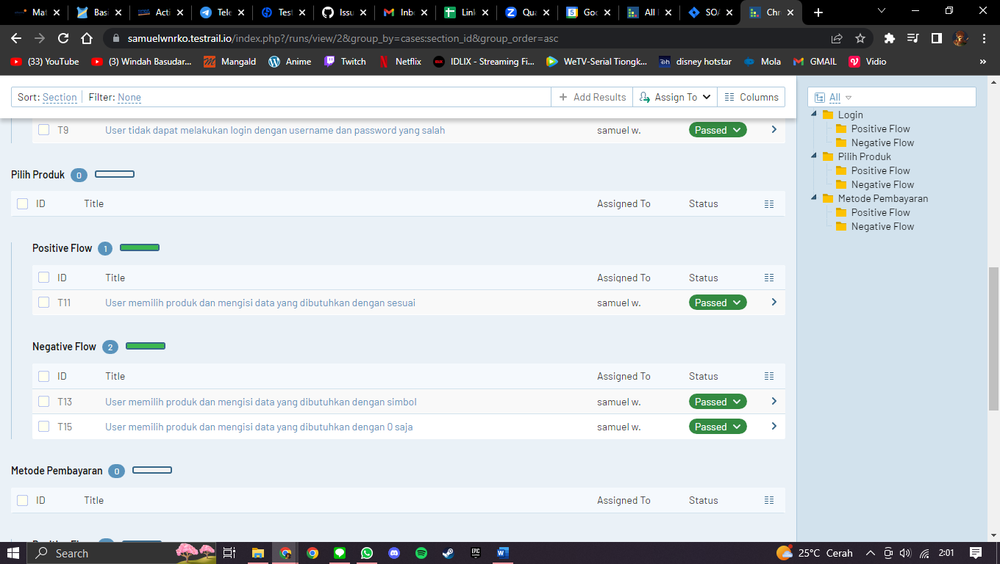 Mat Basi Acti Tele Test Issu Inb Link Qua Goo All SOA Chr
samuelwnrko.testrail.io/index.php?/runs/view/2&group_by=cases:section_id&group_order=asc
(33) YouTube (3) Windah Basudar... Mangald Anime Twitch Netflix IDLIX - Streaming Fi... WeTV-Serial Tiongk... disney hotstar Mola GMAIL Vidio »
Sort: Section Filter: None + Add Results Assign To Columns
T9 User tidak dapat melakukan login dengan username dan password yang salah samuel w. Passed
Pilih Produk 0
ID Title Assigned To Status
Positive Flow 1
ID Title Assigned To Status
T11 User memilih produk dan mengisi data yang dibutuhkan dengan sesuai samuel w. Passed
Negative Flow 2
ID Title Assigned To Status
T13 User memilih produk dan mengisi data yang dibutuhkan dengan simbol samuel w. Passed
T15 User memilih produk dan mengisi data yang dibutuhkan dengan 0 saja samuel w. Passed
Metode Pembayaran 0
ID Title Assigned To Status
Positive Flow
All
Login
Positive Flow
Negative Flow
Pilih Produk
Positive Flow
Negative Flow
Metode Pembayaran
Positive Flow
Negative Flow
Search 25°C Cerah 2:01